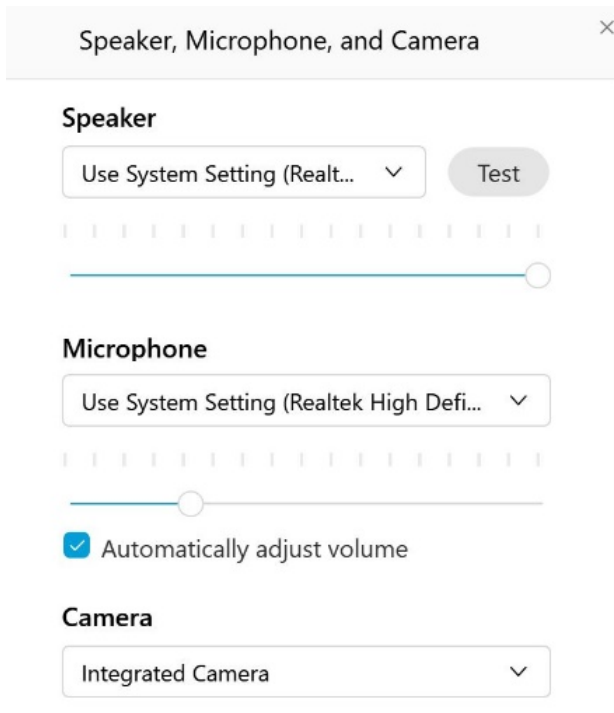 Speaker, Microphone, and Camera
Speaker
Use System Setting (Realt...
Test
Microphone
Use System Setting (Realtek High Defi...
Automatically adjust volume
Camera
Integrated Camera